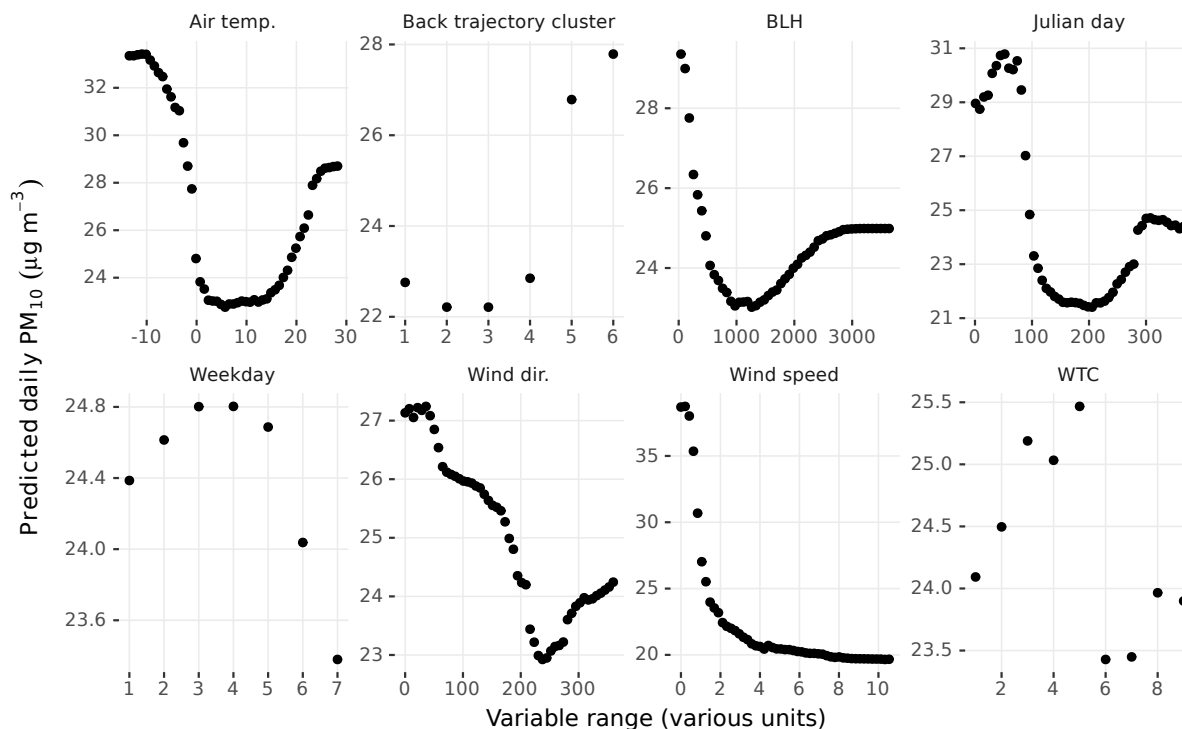 Air temp.
Back trajectory cluster
BLH
Julian day
32
30
28
26
24
-10 0 10 20 30
28
26
24
22
1 2 3 4 5 6
28
26
24
0 1000 2000 3000
31
29
27
25
23
21
0 100 200 300
Weekday
Wind dir.
Wind speed
WTC
24.8
24.4
24.0
23.6
1 2 3 4 5 6 7
27
26
25
24
23
0 100 200 300
35
30
25
20
0 2 4 6 8 10
25.5
25.0
24.5
24.0
23.5
2 4 6 8
Predicted daily PM₁₀ (μg m⁻³)
Variable range (various units)